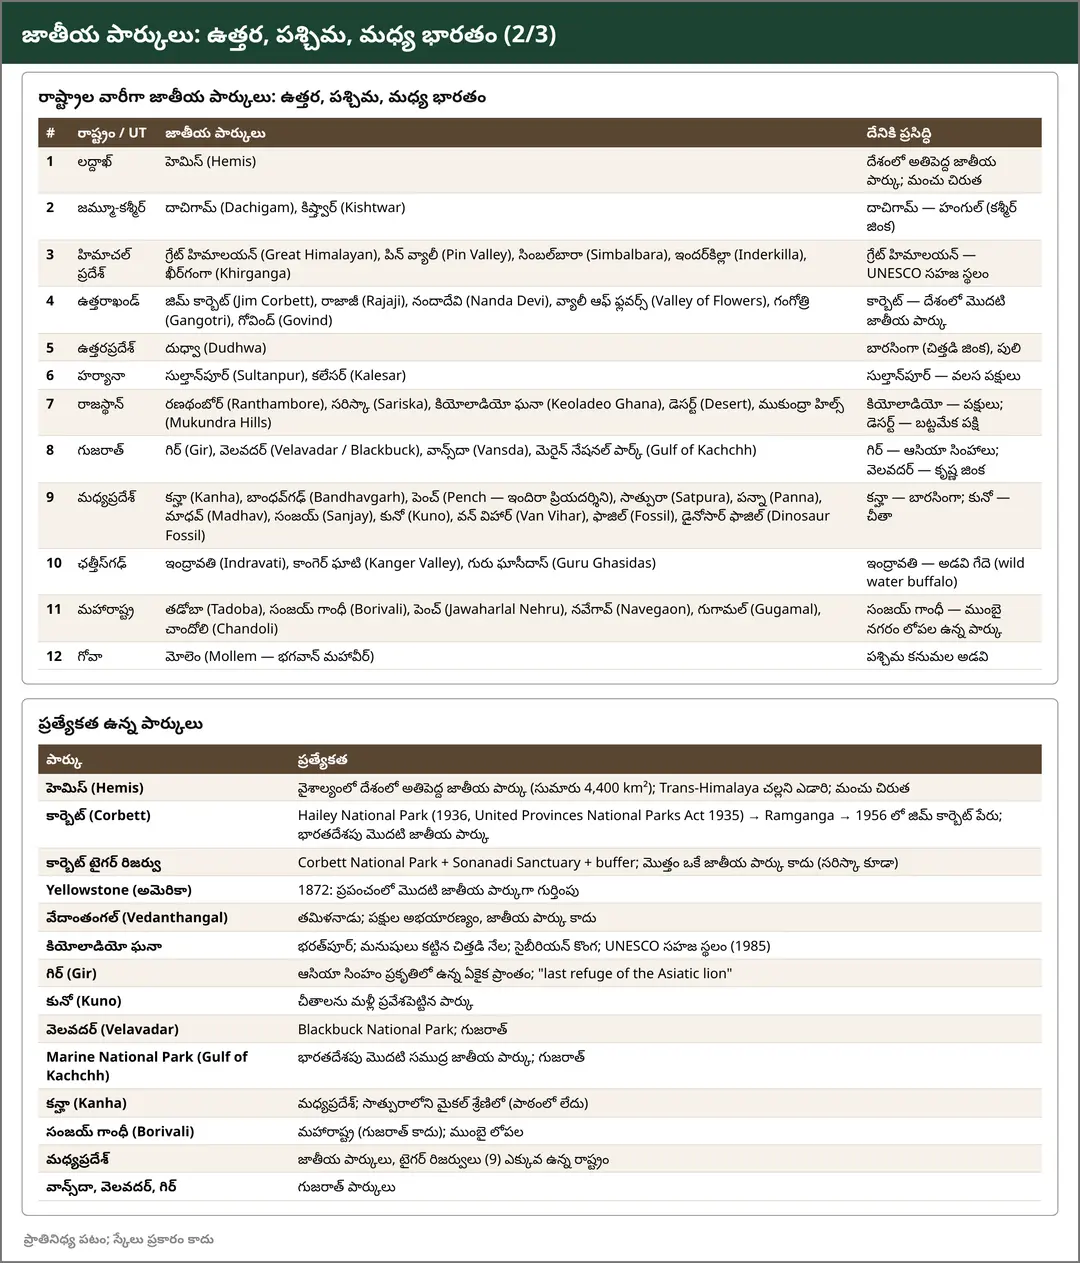 జాతీయ పార్కులు: ఉత్తర, పశ్చిమ, మధ్య భారతం (2/3)
రాష్ట్రాల వారీగా జాతీయ పార్కులు: ఉత్తర, పశ్చిమ, మధ్య భారతం
# రాష్ట్రం / UT జాతీయ పార్కులు దేనికి ప్రసిద్ధి
1 లద్దాఖ్ హెమిస్ (Hemis) దేశంలో అతిపెద్ద జాతీయ
పార్కు; మంచు చిరుత
2 జమ్మూ-కశ్మీర్ దాచిగామ్ (Dachigam), కిష్త్వార్ (Kishtwar) దాచిగామ్ — హంగుల్ (కశ్మీర్
జింక)
3 హిమాచల్ గ్రేట్ హిమాలయన్ (Great Himalayan), పిన్ వ్యాలీ (Pin Valley), సింబల్‌బారా (Simbalbara), ఇందర్‌కిల్లా (Inderkilla), గ్రేట్ హిమాలయన్ —
ప్రదేశ్ ఖీర్‌గంగా (Khirganga) UNESCO సహజ స్థలం
4 ఉత్తరాఖండ్ జిమ్ కార్బెట్ (Jim Corbett), రాజాజీ (Rajaji), నందాదేవి (Nanda Devi), వ్యాలీ ఆఫ్ ఫ్లవర్స్ (Valley of Flowers), గంగోత్రి కార్బెట్ — దేశంలో మొదటి
(Gangotri), గోవింద్ (Govind) జాతీయ పార్కు
5 ఉత్తరప్రదేశ్ దుధ్వా (Dudhwa) బారసింగా (చిత్తడి జింక), పులి
6 హర్యానా సుల్తాన్‌పూర్ (Sultanpur), కలేసర్ (Kalesar) సుల్తాన్‌పూర్ — వలస పక్షులు
7 రాజస్థాన్ రణథంబోర్ (Ranthambore), సరిస్కా (Sariska), కియోలాడియో ఘనా (Keoladeo Ghana), డెసర్ట్ (Desert), ముకుంద్రా హిల్స్ కియోలాడియో — పక్షులు;
(Mukundra Hills) డెసర్ట్ — బట్టమేక పక్షి
8 గుజరాత్ గిర్ (Gir), వెలవదర్ (Velavadar / Blackbuck), వాన్స్‌దా (Vansda), మెరైన్ నేషనల్ పార్క్ (Gulf of Kachchh) గిర్ — ఆసియా సింహాలు;
వెలవదర్ — కృష్ణ జింక
9 మధ్యప్రదేశ్ కన్హా (Kanha), బాంధవ్‌గఢ్ (Bandhavgarh), పెంచ్ (Pench — ఇందిరా ప్రియదర్శిని), సాత్పురా (Satpura), పన్నా (Panna), కన్హా — బారసింగా; కునో —
మాధవ్ (Madhav), సంజయ్ (Sanjay), కునో (Kuno), వన్ విహార్ (Van Vihar), ఫాజిల్ (Fossil), డైనోసార్ ఫాజిల్ (Dinosaur చీతా
Fossil)
10 ఛత్తీస్‌గఢ్ ఇంద్రావతి (Indravati), కాంగెర్ ఘాటి (Kanger Valley), గురు ఘాసీదాస్ (Guru Ghasidas) ఇంద్రావతి — అడవి గేదె (wild
water buffalo)
11 మహారాష్ట్ర తడోబా (Tadoba), సంజయ్ గాంధీ (Borivali), పెంచ్ (Jawaharlal Nehru), నవేగావ్ (Navegaon), గుగామల్ (Gugamal), సంజయ్ గాంధీ — ముంబై
చాందోలి (Chandoli) నగరం లోపల ఉన్న పార్కు
12 గోవా మోలెం (Mollem — భగవాన్ మహావీర్) పశ్చిమ కనుమల అడవి
ప్రత్యేకత ఉన్న పార్కులు
పార్కు ప్రత్యేకత
హెమిస్ (Hemis) వైశాల్యంలో దేశంలో అతిపెద్ద జాతీయ పార్కు (సుమారు 4,400 km²); Trans-Himalaya చల్లని ఎడారి; మంచు చిరుత
కార్బెట్ (Corbett) Hailey National Park (1936, United Provinces National Parks Act 1935) → Ramganga → 1956 లో జిమ్ కార్బెట్ పేరు;
భారతదేశపు మొదటి జాతీయ పార్కు
కార్బెట్ టైగర్ రిజర్వు Corbett National Park + Sonanadi Sanctuary + buffer; మొత్తం ఒకే జాతీయ పార్కు కాదు (సరిస్కా కూడా)
Yellowstone (అమెరికా) 1872: ప్రపంచంలో మొదటి జాతీయ పార్కుగా గుర్తింపు
వేదాంతంగల్ (Vedanthangal) తమిళనాడు; పక్షుల అభయారణ్యం, జాతీయ పార్కు కాదు
కియోలాడియో ఘనా భరత్‌పూర్; మనుషులు కట్టిన చిత్తడి నేల; సైబీరియన్ కొంగ; UNESCO సహజ స్థలం (1985)
గిర్ (Gir) ఆసియా సింహం ప్రకృతిలో ఉన్న ఏకైక ప్రాంతం; "last refuge of the Asiatic lion"
కునో (Kuno) చీతాలను మళ్లీ ప్రవేశపెట్టిన పార్కు
వెలవదర్ (Velavadar) Blackbuck National Park; గుజరాత్
Marine National Park (Gulf of భారతదేశపు మొదటి సముద్ర జాతీయ పార్కు; గుజరాత్
Kachchh)
కన్హా (Kanha) మధ్యప్రదేశ్; సాత్పురాలోని మైకల్ శ్రేణిలో (పాఠంలో లేదు)
సంజయ్ గాంధీ (Borivali) మహారాష్ట్ర (గుజరాత్ కాదు); ముంబై లోపల
మధ్యప్రదేశ్ జాతీయ పార్కులు, టైగర్ రిజర్వులు (9) ఎక్కువ ఉన్న రాష్ట్రం
వాన్స్‌దా, వెలవదర్, గిర్ గుజరాత్ పార్కులు
ప్రాతినిధ్య పటం; స్కేలు ప్రకారం కాదు